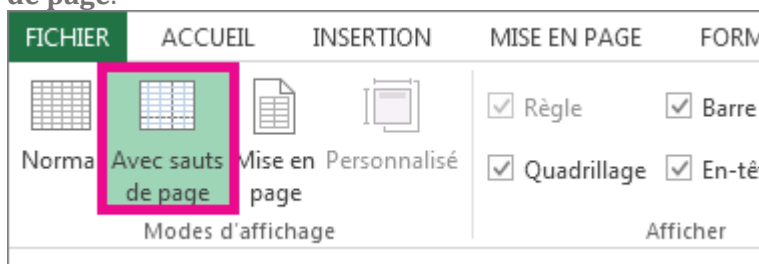 de page.
FICHIER ACCUEIL INSERTION MISE EN PAGE FORM
Règle Barre
Norma Avec sauts Mise en Personnalisé
de page page
Quadrillage En-tê
Modes d'affichage Afficher